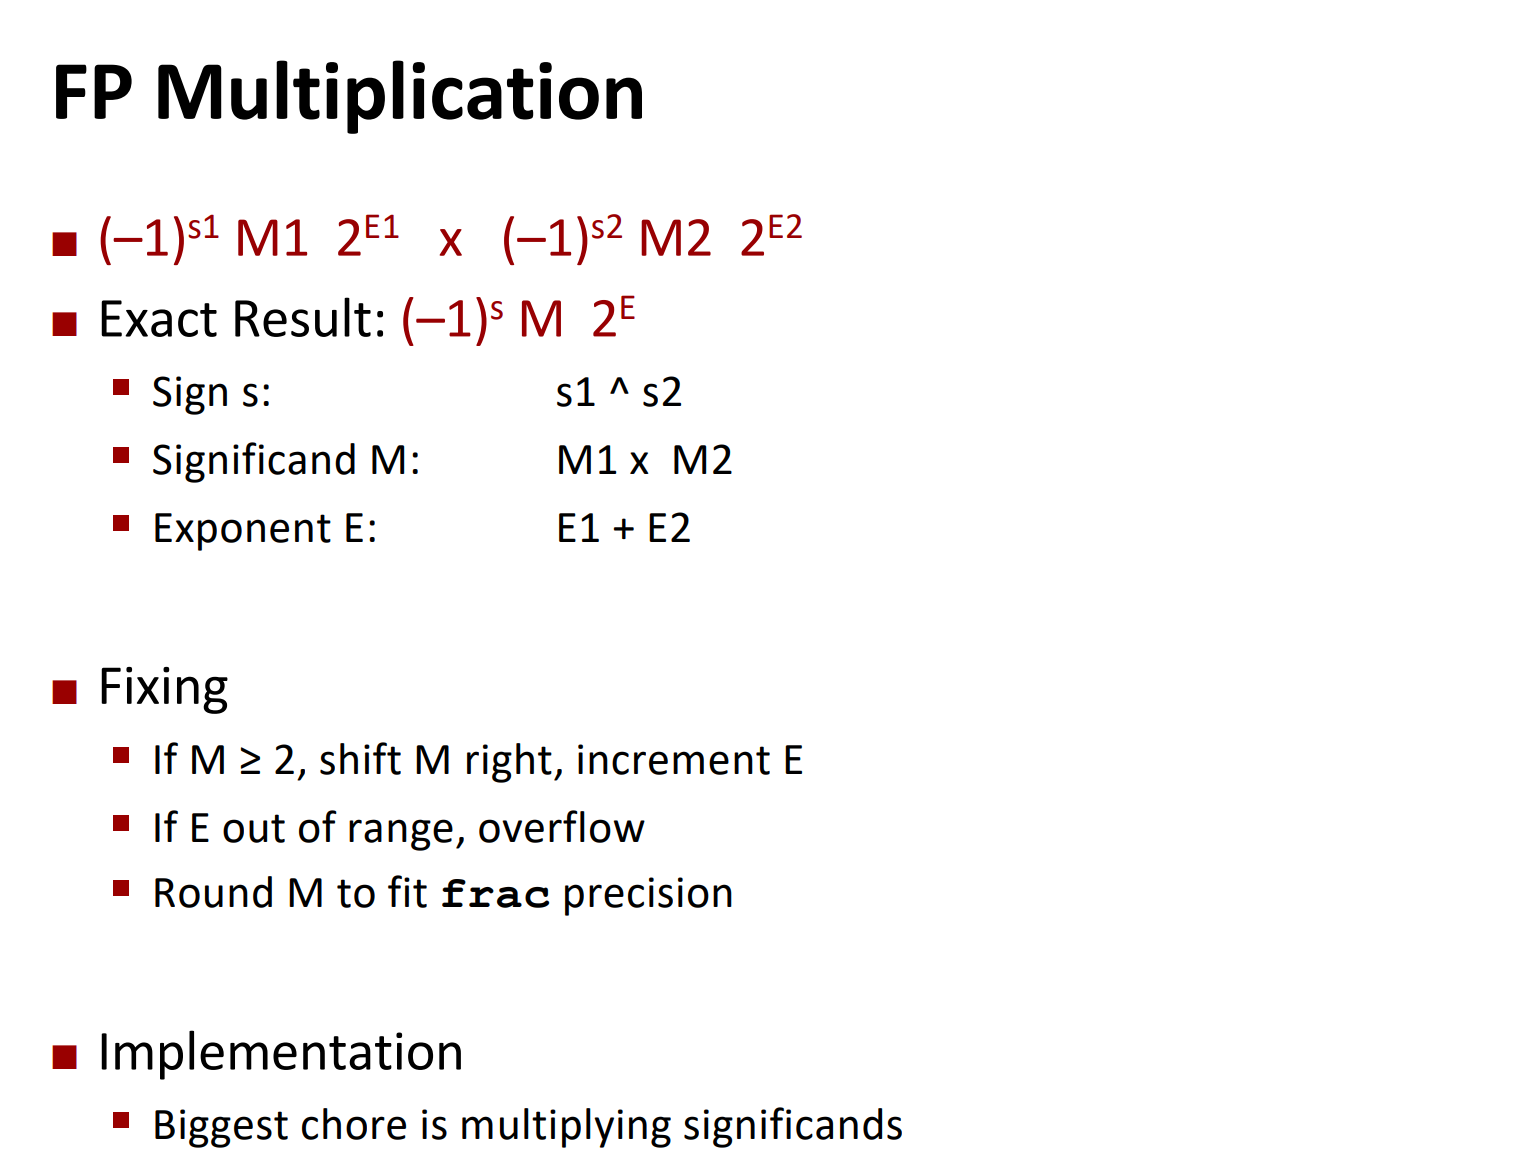 FP Multiplication
(–1)^s1 M1 2^E1 x (–1)^s2 M2 2^E2
Exact Result: (–1)^s M 2^E
Sign s: s1 ^ s2
Significand M: M1 x M2
Exponent E: E1 + E2
Fixing
If M ≥ 2, shift M right, increment E
If E out of range, overflow
Round M to fit frac precision
Implementation
Biggest chore is multiplying significands